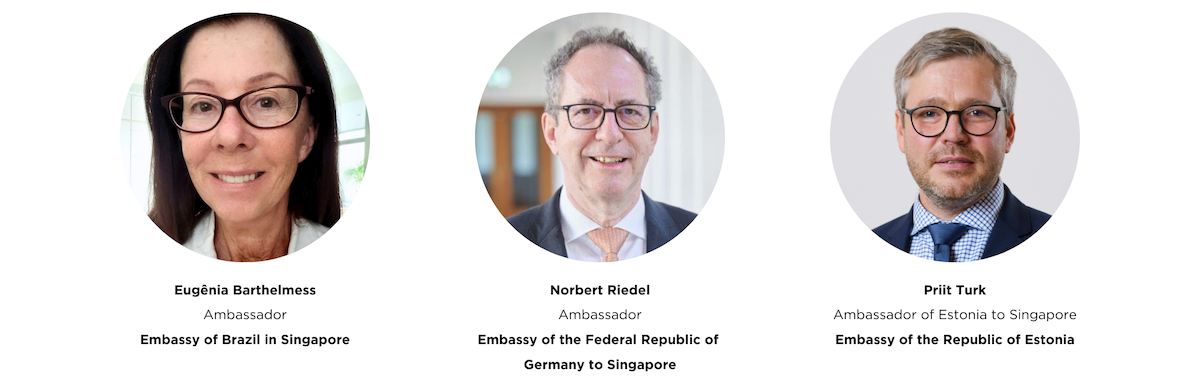 Eugênia Barthelmess
Ambassador
Embassy of Brazil in Singapore
Norbert Riedel
Ambassador
Embassy of the Federal Republic of
Germany to Singapore
Priit Turk
Ambassador of Estonia to Singapore
Embassy of the Republic of Estonia